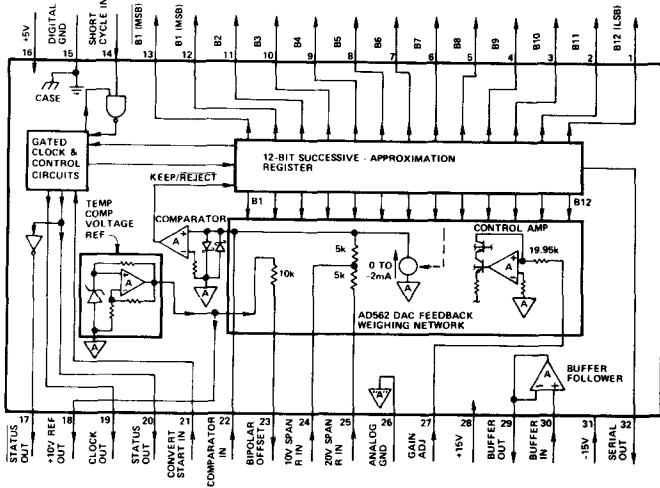 +5V
DIGITAL
GND
SHORT
CYCLE IN
B1 (MSB)
B1 (MSB)
B2
B3
B4
B5
B6
B7
B8
B9
B10
B11
B12 (LSB)
16
15
14
13
12
11
10
9
8
7
6
5
4
3
2
1
CASE
GATED
CLOCK &
CONTROL
CIRCUITS
12-BIT SUCCESSIVE - APPROXIMATION
REGISTER
KEEP/REJECT
B1
B12
TEMP
COMP
VOLTAGE
REF
COMPARATOR
CONTROL AMP
A
A
A
A
5k
5k
10k
0 TO
-2mA
A
A
19.95k
A
AD562 DAC FEEDBACK
WEIGHING NETWORK
A
A
BUFFER
FOLLOWER
17
18
19
20
21
22
23
24
25
26
27
28
29
30
31
32
STATUS
OUT
+10V REF
OUT
CLOCK OUT
STATUS
OUT
CONVERT
START IN
COMPARATOR
IN
BIPOLAR
OFFSET
10V SPAN
R IN
20V SPAN
R IN
ANALOG
GND
GAIN
ADJ
+15V
BUFFER
OUT
BUFFER
IN
-15V
SERIAL
OUT